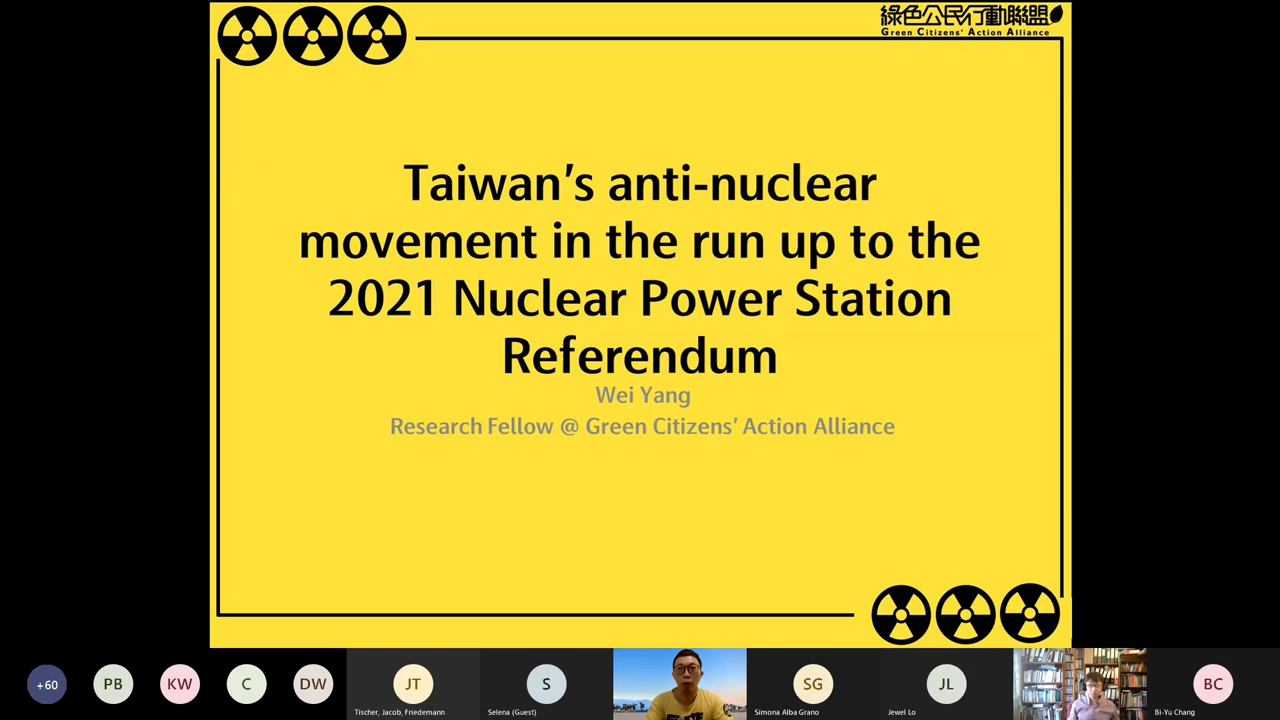 綠色公民行動聯盟
Green Citizens' Action Alliance
Taiwan's anti-nuclear
movement in the run up to the
2021 Nuclear Power Station
Referendum
Wei Yang
Research Fellow @ Green Citizens' Action Alliance
+60
PB
KW
C
DW
JT
S
SG
JL
BC
Tischer, Jacob, Friedemann
Selena (Guest)
Simona Alba Grano
Jewel Lo
Bi-Yu Chang